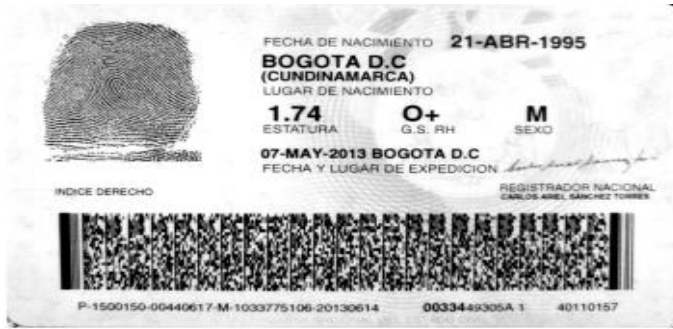 FECHA DE NACIMIENTO 21-ABR-1995
BOGOTA D.C
(CUNDINAMARCA)
LUGAR DE NACIMIENTO
1.74 O+ M
ESTATURA G.S. RH SEXO
07-MAY-2013 BOGOTA D.C
FECHA Y LUGAR DE EXPEDICION
INDICE DERECHO
REGISTRADOR NACIONAL
CARLOS ARIEL SÁNCHEZ TORRES
P-1500150-00440617-M-1033775106-20130614 0033449305A 1 40110157